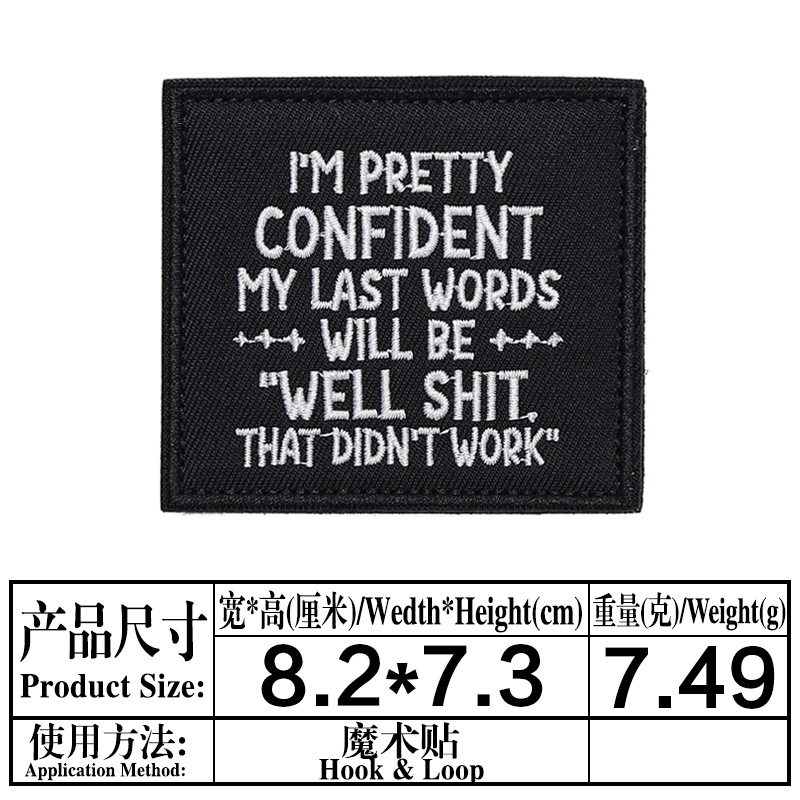 I'M PRETTY
CONFIDENT
MY LAST WORDS
WILL BE
"WELL SHIT,
THAT DIDN'T WORK"
产品尺寸
Product Size:
宽*高(厘米)/Wedth*Height(cm)
重量(克)/Weight(g)
8.2*7.3
7.49
使用方法:
Application Method:
魔术贴
Hook & Loop